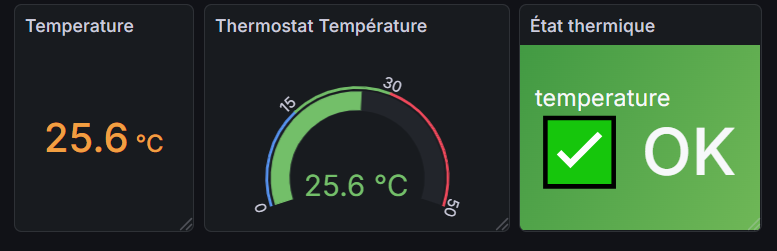 Temperature
25.6 °C
Thermostat Température
0
15
30
50
25.6 °C
État thermique
temperature
OK